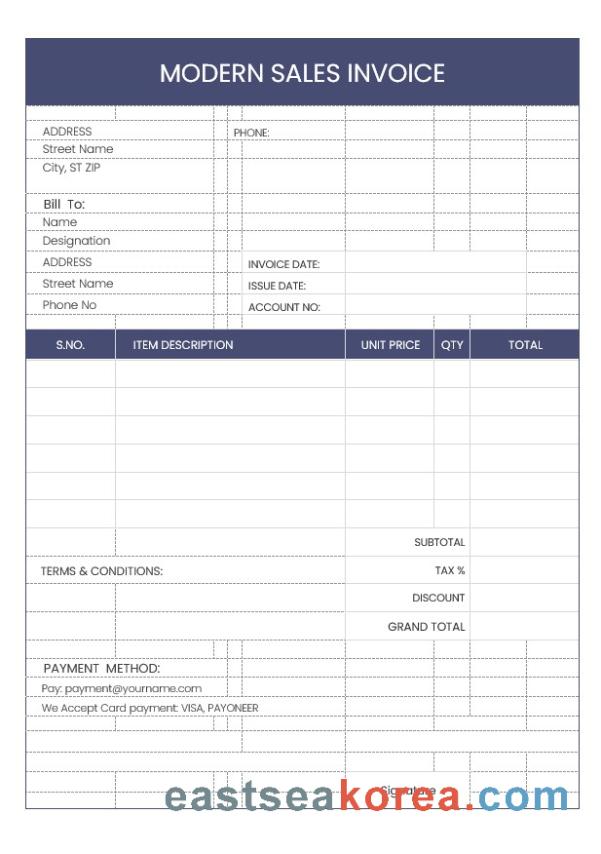 MODERN SALES INVOICE
ADDRESS PHONE:
Street Name
City, ST ZIP
Bill To:
Name
Designation
ADDRESS INVOICE DATE:
Street Name ISSUE DATE:
Phone No ACCOUNT NO:
S.NO. ITEM DESCRIPTION UNIT PRICE QTY TOTAL
SUBTOTAL
TERMS & CONDITIONS: TAX %
DISCOUNT
GRAND TOTAL
PAYMENT METHOD:
Pay: payment@yourname.com
We Accept Card payment: VISA, PAYONEER
Signature
eastseakorea.com